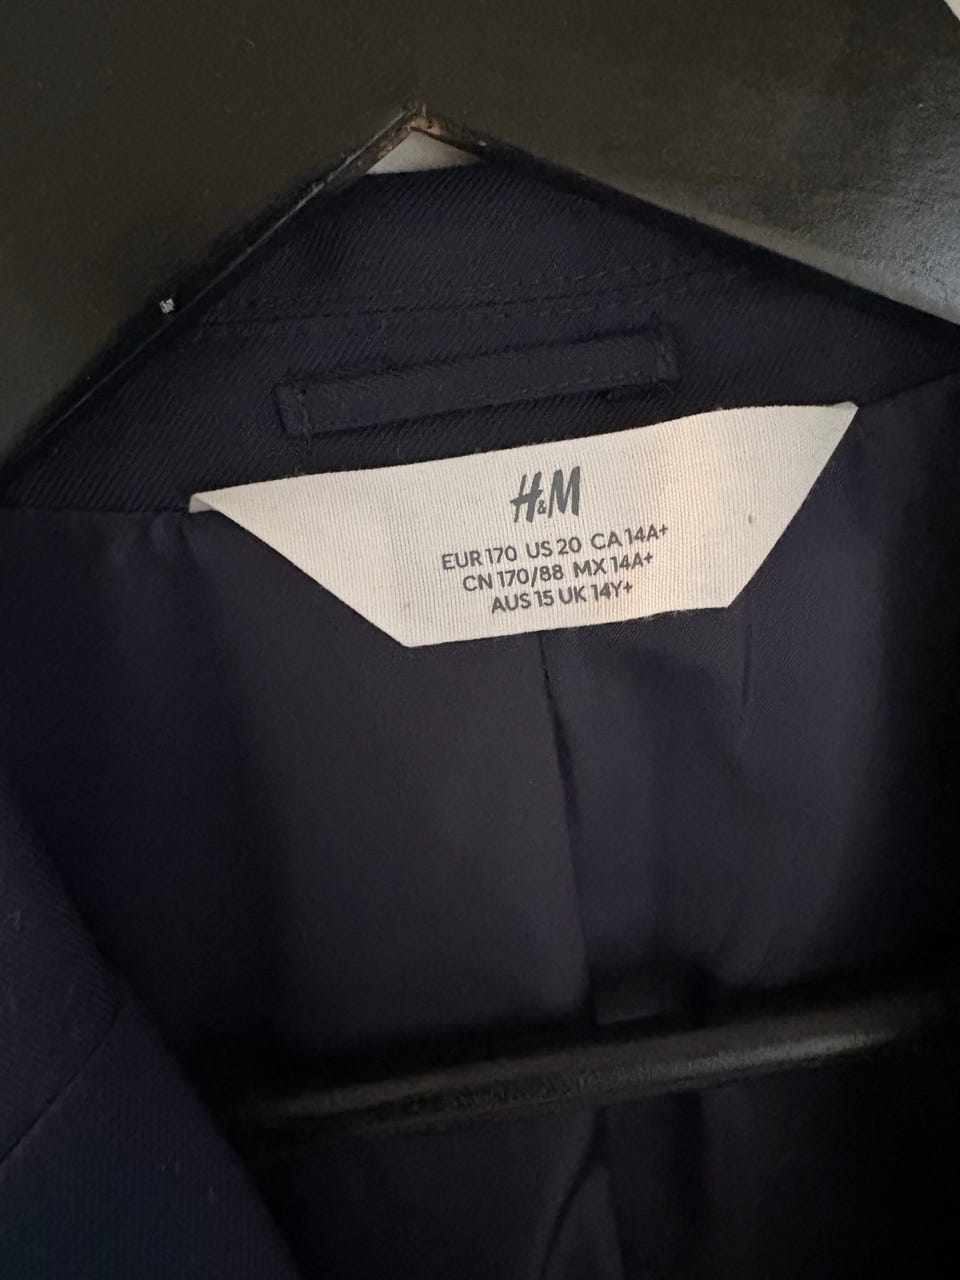 H&M
EUR 170 US 20 CA 14A+
CN 170/88 MX 14A+
AUS 15 UK 14Y+